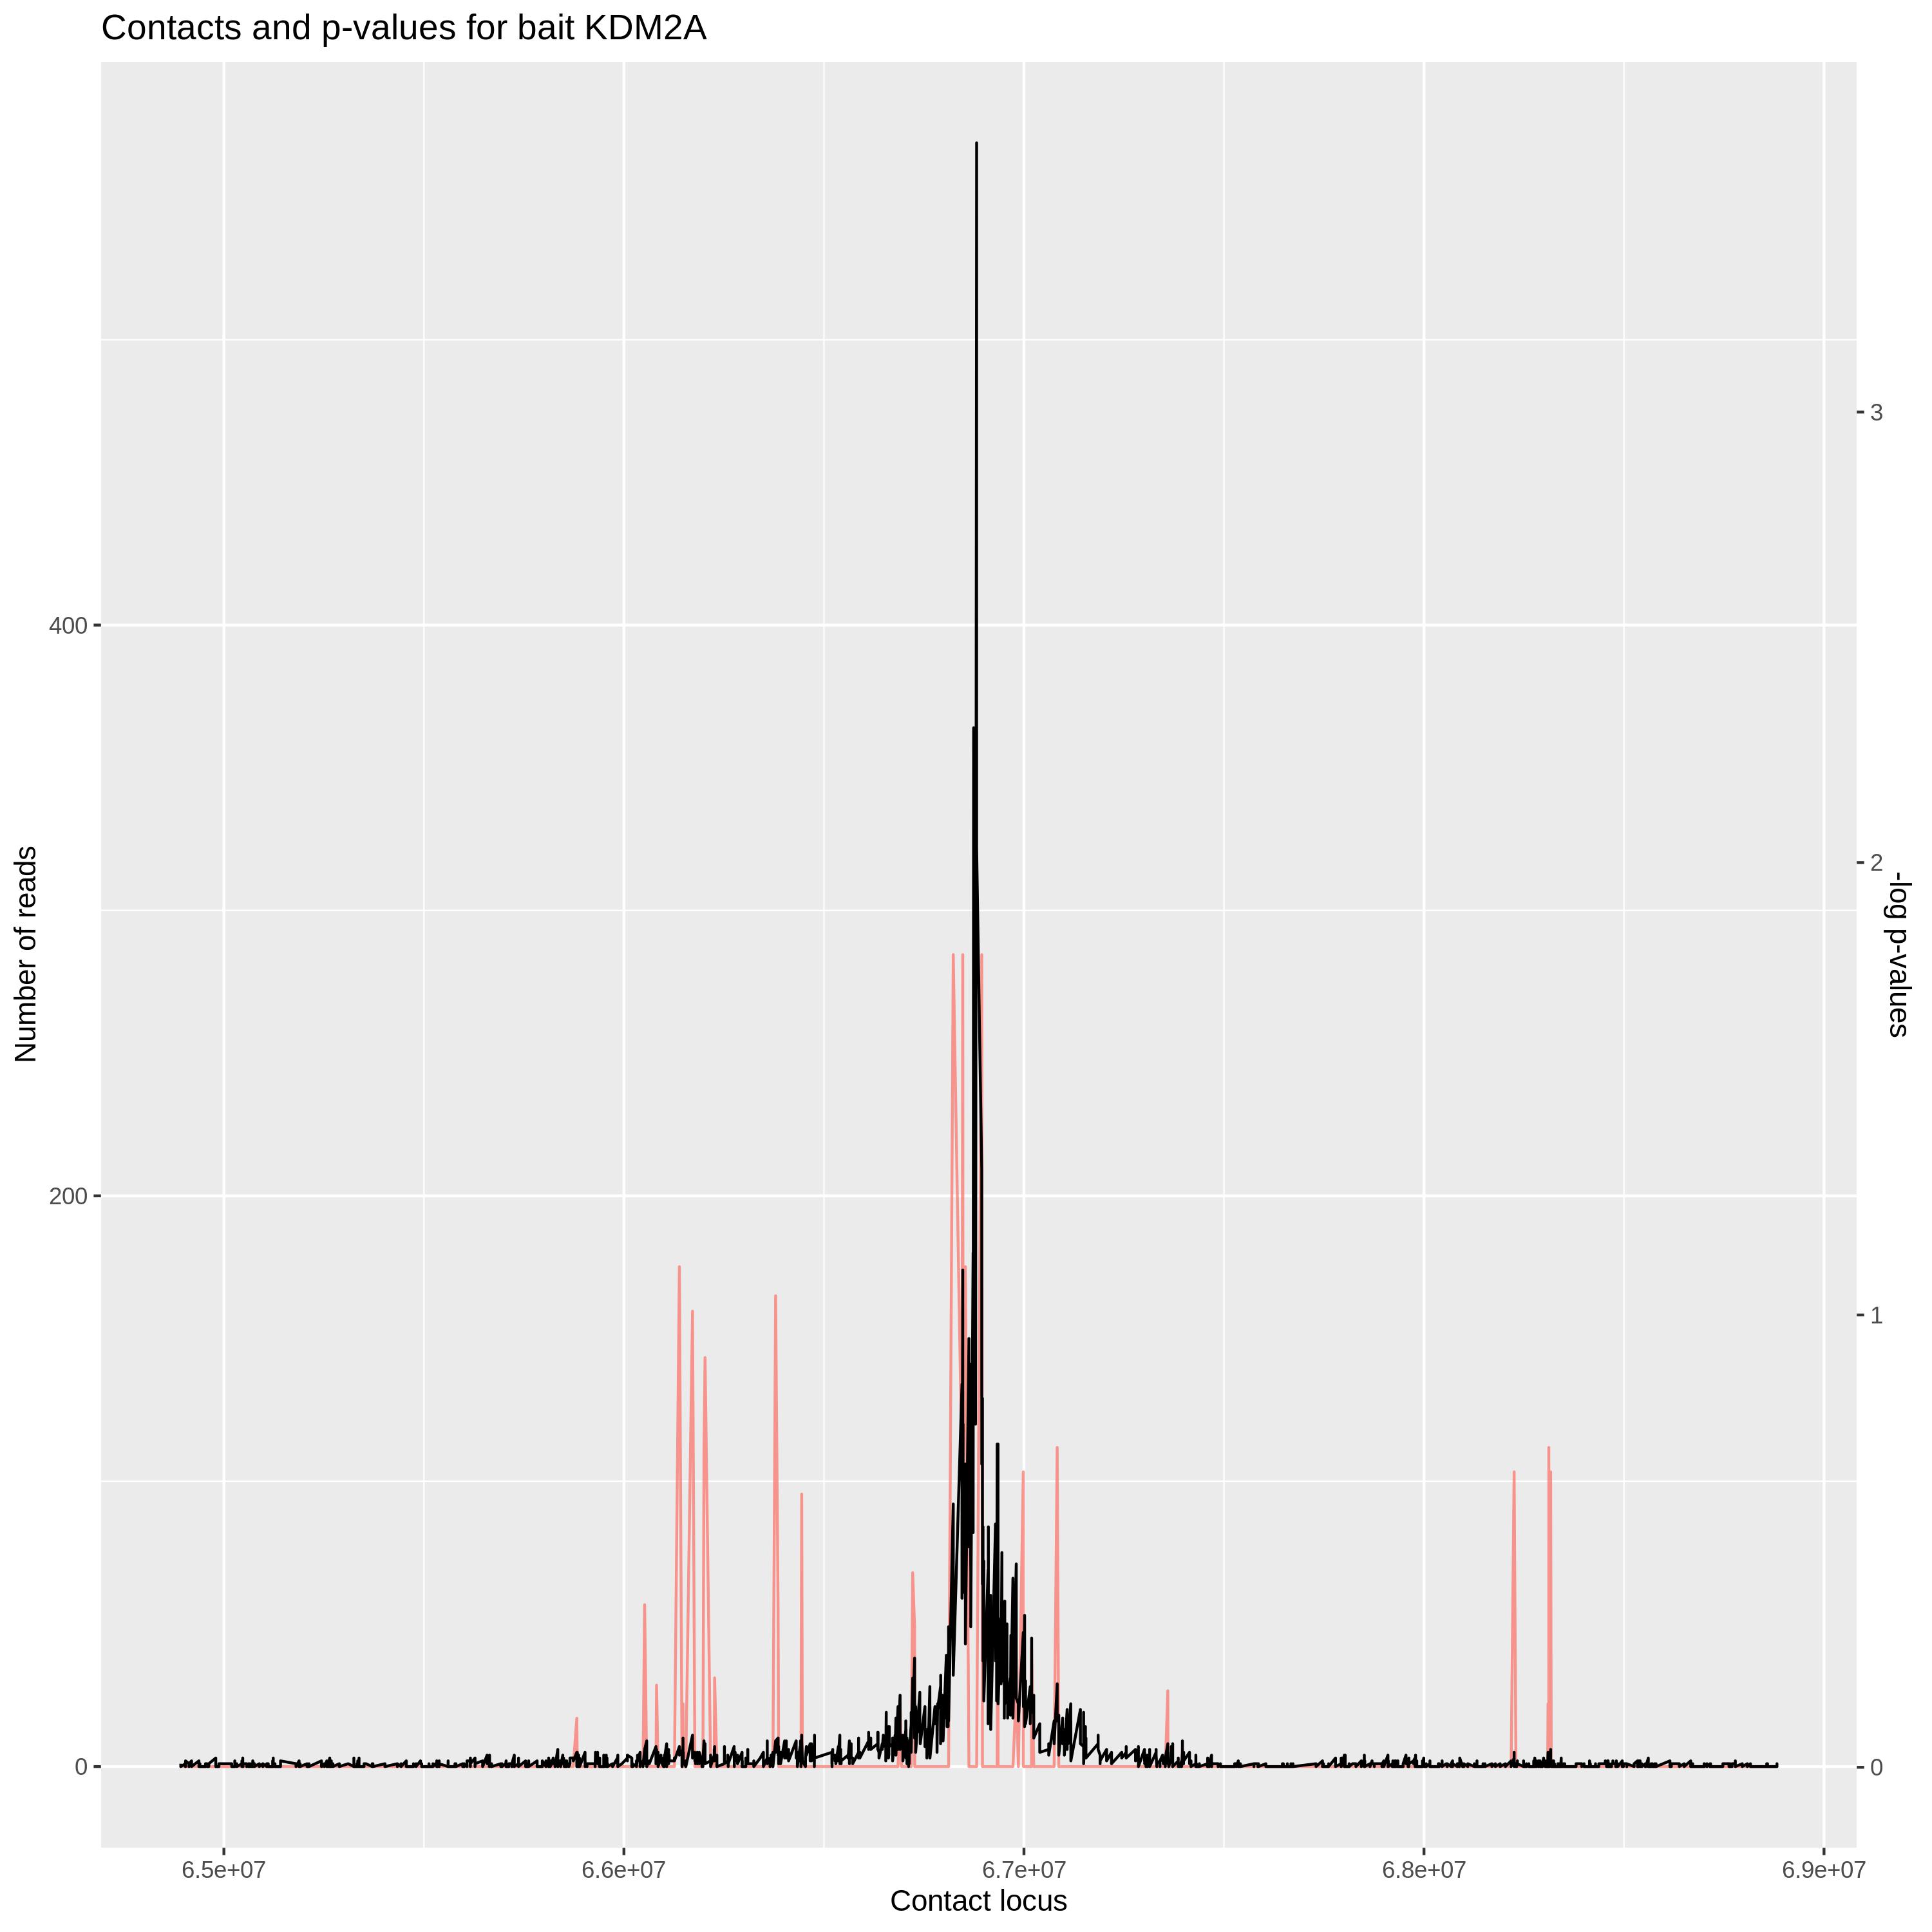 Contacts and p-values for bait KDM2A
Number of reads
400
200
0
3
2
1
0
-log p-values
6.5e+07
6.6e+07
6.7e+07
6.8e+07
6.9e+07
Contact locus